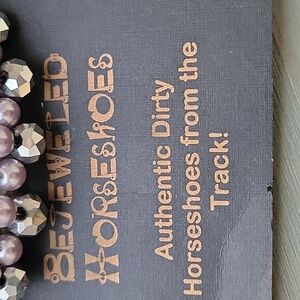 BEJEWELED
HORSESHOES
Authentic Dirty
Horseshoes from the
Track!